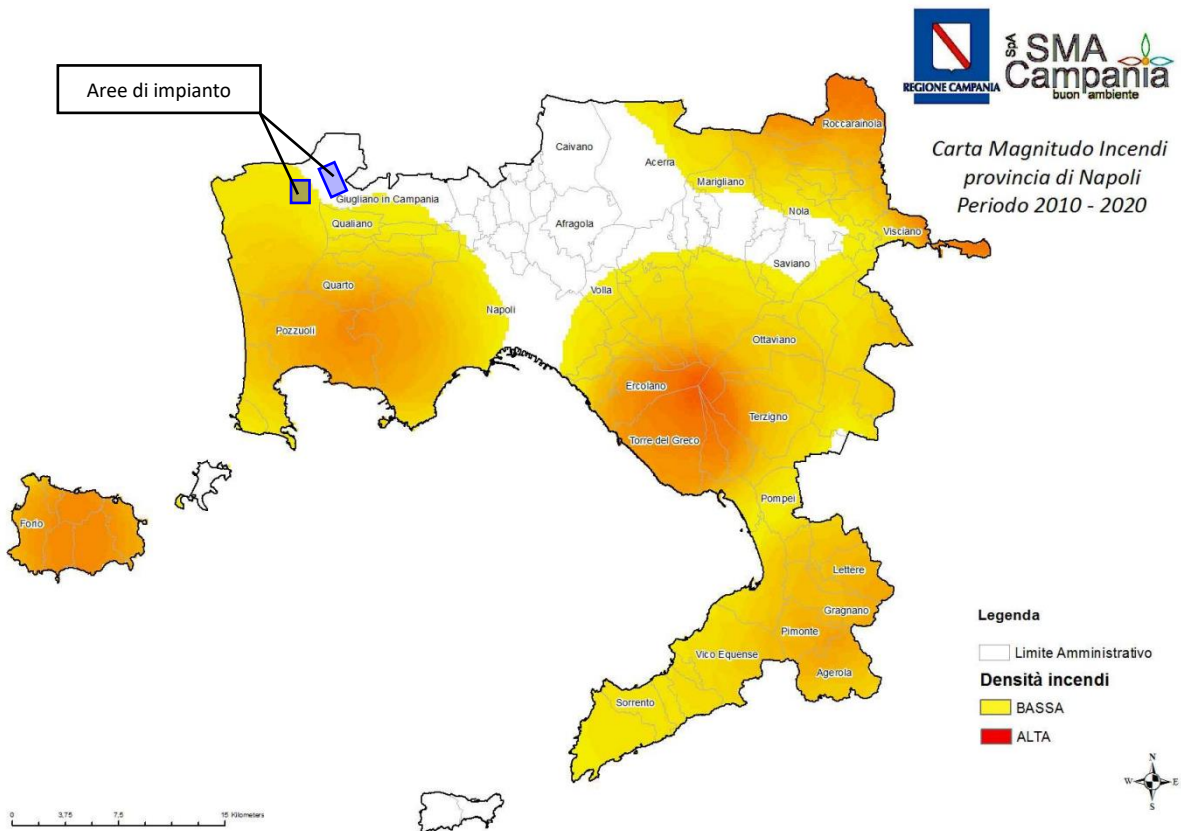 Aree di impianto
REGIONE CAMPANIA
SpA
SMA
Campania
buon ambiente
Carta Magnitudo Incendi
provincia di Napoli
Periodo 2010 - 2020
Roccarainola
Caivano
Acerra
Marigliano
Giugliano in Campania
Nola
Qualiano
Afragola
Visciano
Saviano
Quarto
Volla
Napoli
Pozzuoli
Ottaviano
Ercolano
Terzigno
Torre del Greco
Pompei
Forio
Lettere
Gragnano
Pimonte
Vico Equense
Agerola
Sorrento
Legenda
Limite Amministrativo
Densità incendi
BASSA
ALTA
N
W E
S
0 3,75 7,5 15 Kilometers